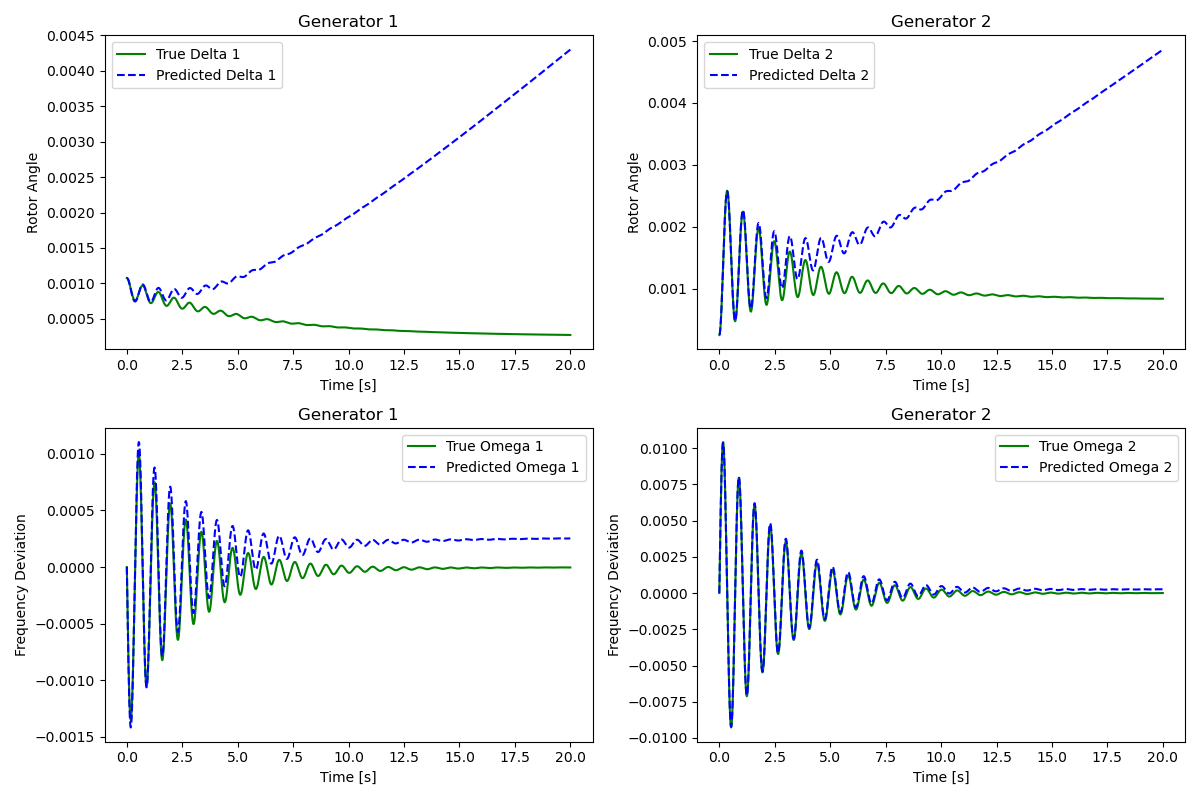 Generator 1
True Delta 1
Predicted Delta 1
Rotor Angle
0.0045
0.0040
0.0035
0.0030
0.0025
0.0020
0.0015
0.0010
0.0005
0.0 2.5 5.0 7.5 10.0 12.5 15.0 17.5 20.0
Time [s]
Generator 2
True Delta 2
Predicted Delta 2
Rotor Angle
0.005
0.004
0.003
0.002
0.001
0.0 2.5 5.0 7.5 10.0 12.5 15.0 17.5 20.0
Time [s]
Generator 1
True Omega 1
Predicted Omega 1
Frequency Deviation
0.0010
0.0005
0.0000
−0.0005
−0.0010
−0.0015
0.0 2.5 5.0 7.5 10.0 12.5 15.0 17.5 20.0
Time [s]
Generator 2
True Omega 2
Predicted Omega 2
Frequency Deviation
0.0100
0.0075
0.0050
0.0025
0.0000
−0.0025
−0.0050
−0.0075
−0.0100
0.0 2.5 5.0 7.5 10.0 12.5 15.0 17.5 20.0
Time [s]